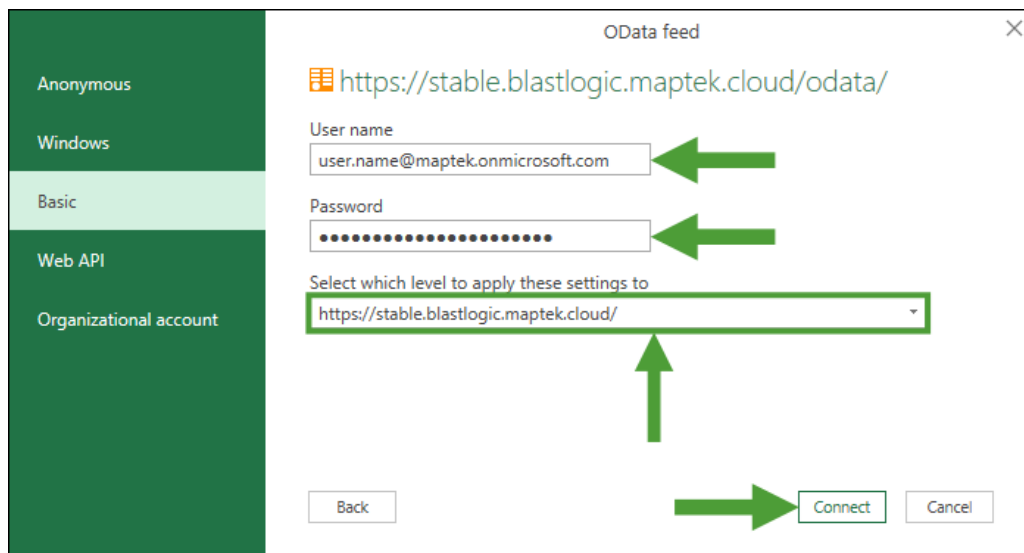 OData feed
Anonymous
Windows
Basic
Web API
Organizational account
https://stable.blastlogic.maptek.cloud/odata/
User name
user.name@maptek.onmicrosoft.com
Password
●●●●●●●●●●●●●●●●●●●●●●
Select which level to apply these settings to
https://stable.blastlogic.maptek.cloud/
Back
Connect
Cancel